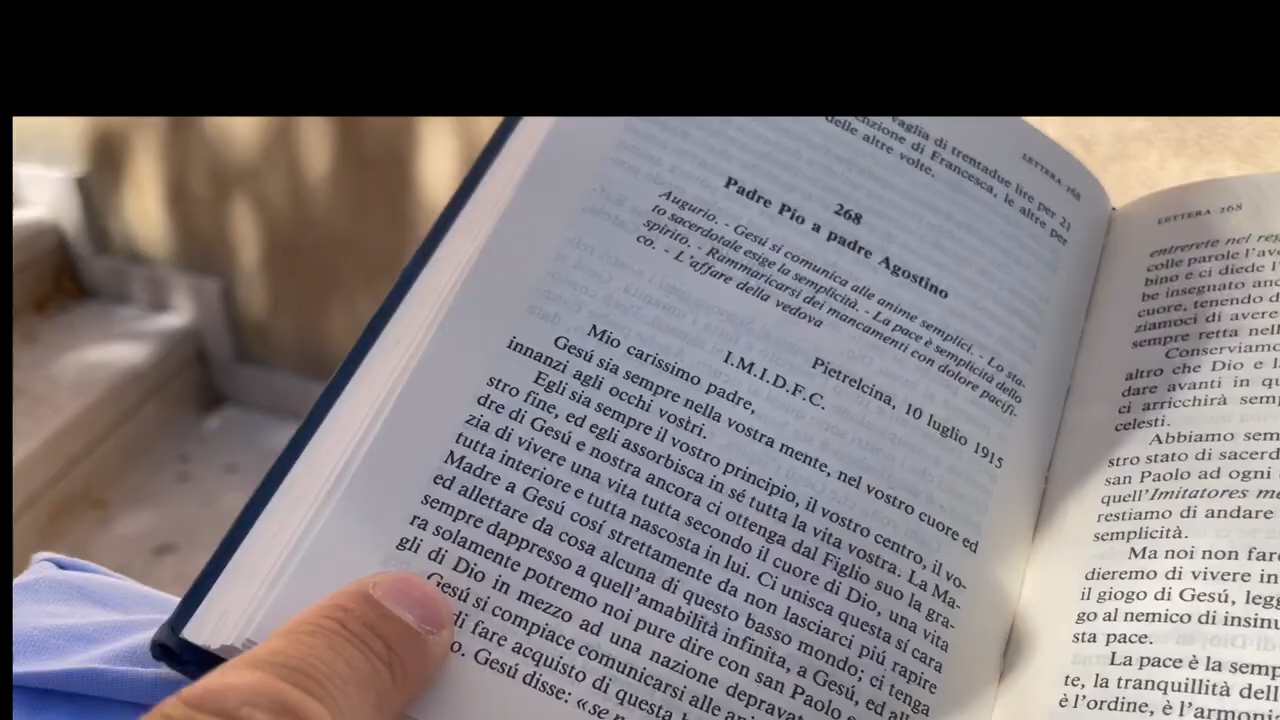 LETTERA 268
vaglia di trentadue lire per 21
enzione di Francesca, le altre per
delle altre volte.
268
Padre Pio a padre Agostino
Augurio. - Gesú si comunica alle anime semplici. - Lo sta-
to sacerdotale esige la semplicità. - La pace è semplicità dello
spirito. - Rammaricarsi dei mancamenti con dolore pacifi-
co. - L'affare della vedova
I.M.I.D.F.C.
Pietrelcina, 10 luglio 1915
Mio carissimo padre,
Gesú sia sempre nella vostra mente, nel vostro cuore ed
innanzi agli occhi vostri.
Egli sia sempre il vostro principio, il vostro centro, il vo-
stro fine, ed egli assorbisca in sé tutta la vita vostra. La Ma-
dre di Gesú e nostra ancora ci ottenga dal Figlio suo la gra-
zia di vivere una vita tutta secondo il cuore di Dio, una vita
tutta interiore e tutta nascosta in lui. Ci unisca questa sí cara
Madre a Gesú cosí strettamente da non lasciarci piú rapire
ed allettare da cosa alcuna di questo basso mondo; ci tenga
sempre dappresso a quell'amabilità infinita, a Gesú, ed al
ra solamente potremo noi pure dire con san Paolo
gli di Dio in mezzo ad una nazione deprava
Gesú si compiace comunicarsi alle
di fare acquisto di questa
o. Gesú disse: «se
LETTERA 268
entrerete nel reg
colle parole l'av
bino e ci diede l'
be insegnato an
cuore, tenendo d
ziamoci di avere
sempre retta nell
Conserviamo
altro che Dio e l
dare avanti in qu
ci arricchirà sem
celesti.
Abbiamo sem
stro stato di sacerd
san Paolo ad ogni
quell'Imitatores m
restiamo di andare
semplicità.
Ma noi non fare
dieremo di vivere in
il giogo di Gesú, legg
go al nemico di insinu
sta pace.
La pace è la semp
te, la tranquillità dell
è l'ordine, è l'armoni